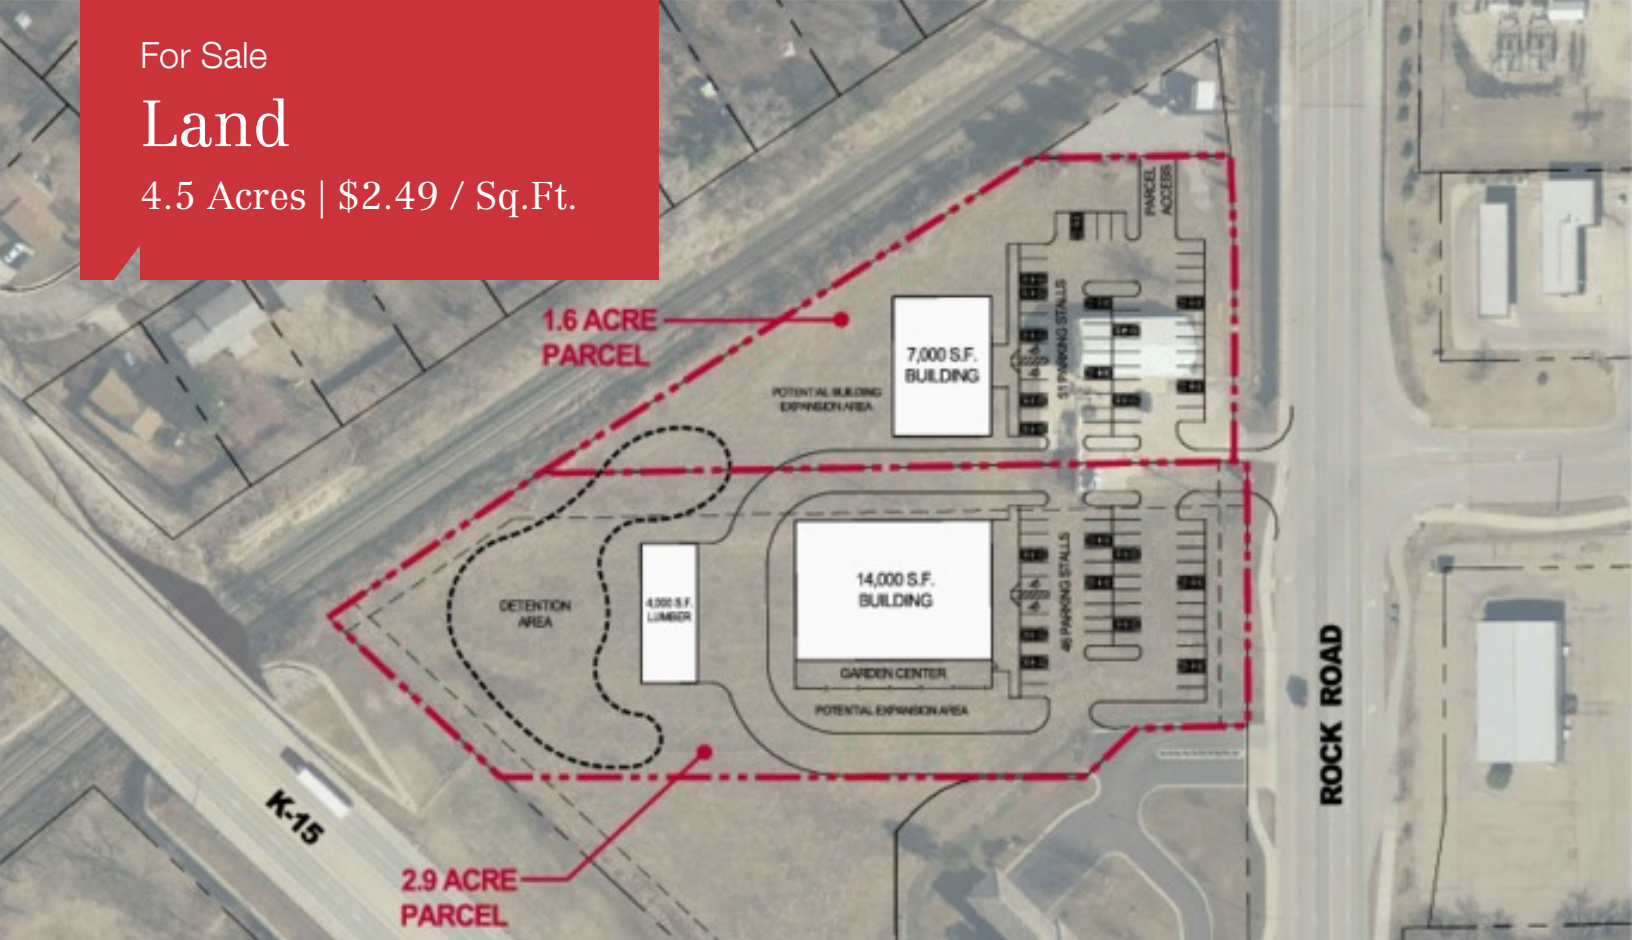 For Sale
Land
4.5 Acres | $2.49 / Sq.Ft.
PARCEL
ACCESS
1.6 ACRE
PARCEL
7,000 S.F.
BUILDING
51 PARKING STALLS
POTENTIAL BUILDING
EXPANSION AREA
DETENTION
AREA
4,000 S.F.
LUMBER
14,000 S.F.
BUILDING
46 PARKING STALLS
GARDEN CENTER
POTENTIAL EXPANSION AREA
ROCK ROAD
K-15
2.9 ACRE
PARCEL